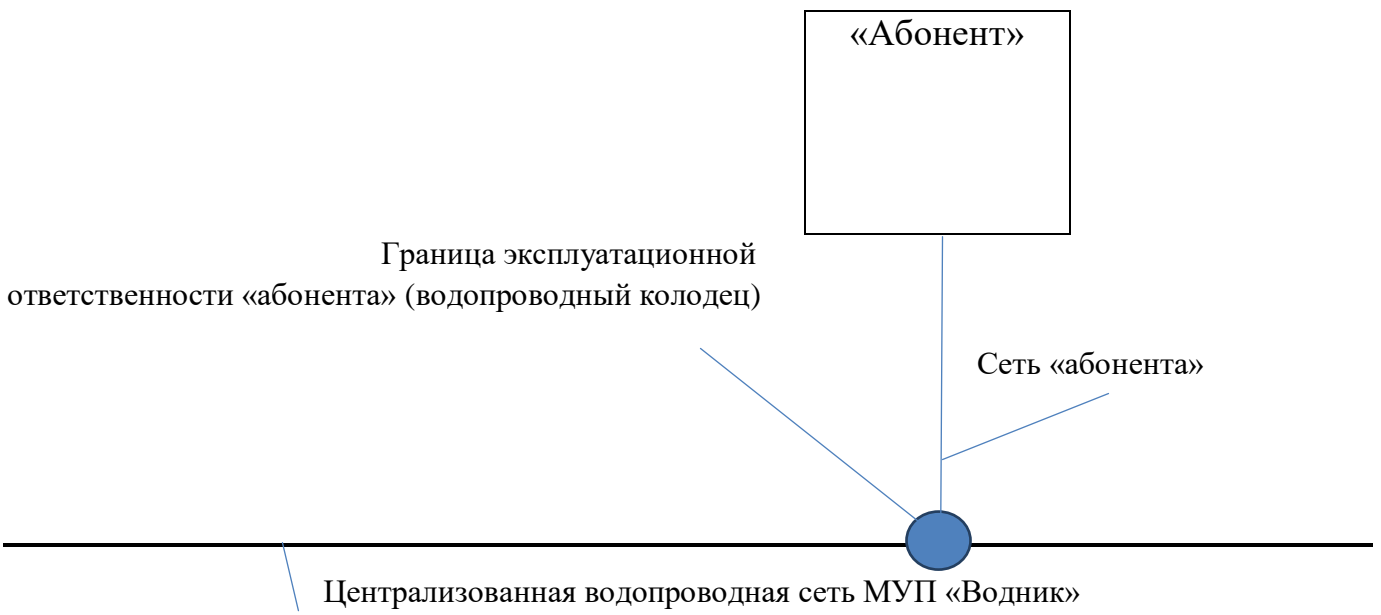 «Абонент»
Граница эксплуатационной
ответственности «абонента» (водопроводный колодец)
Сеть «абонента»
Централизованная водопроводная сеть МУП «Водник»